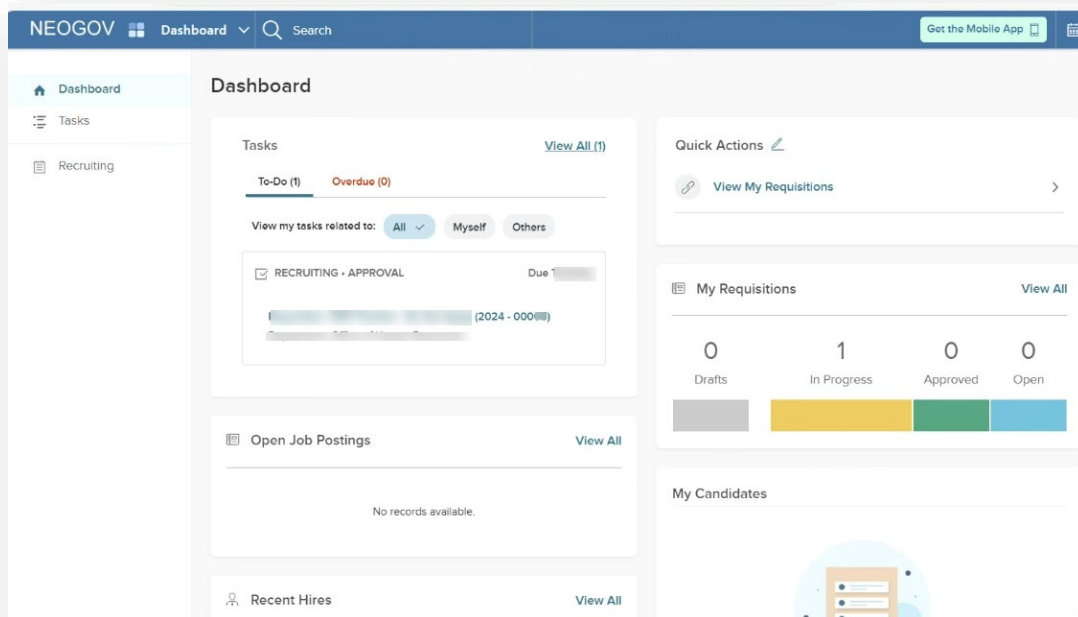 NEOGOV Dashboard Search Get the Mobile App
Dashboard
Tasks
Recruiting
Dashboard
Tasks View All (1)
To-Do (1) Overdue (0)
View my tasks related to: All Myself Others
RECRUITING • APPROVAL Due
(2024 - 000
Open Job Postings View All
No records available.
Recent Hires View All
Quick Actions
View My Requisitions
My Requisitions View All
0 1 0 0
Drafts In Progress Approved Open
My Candidates